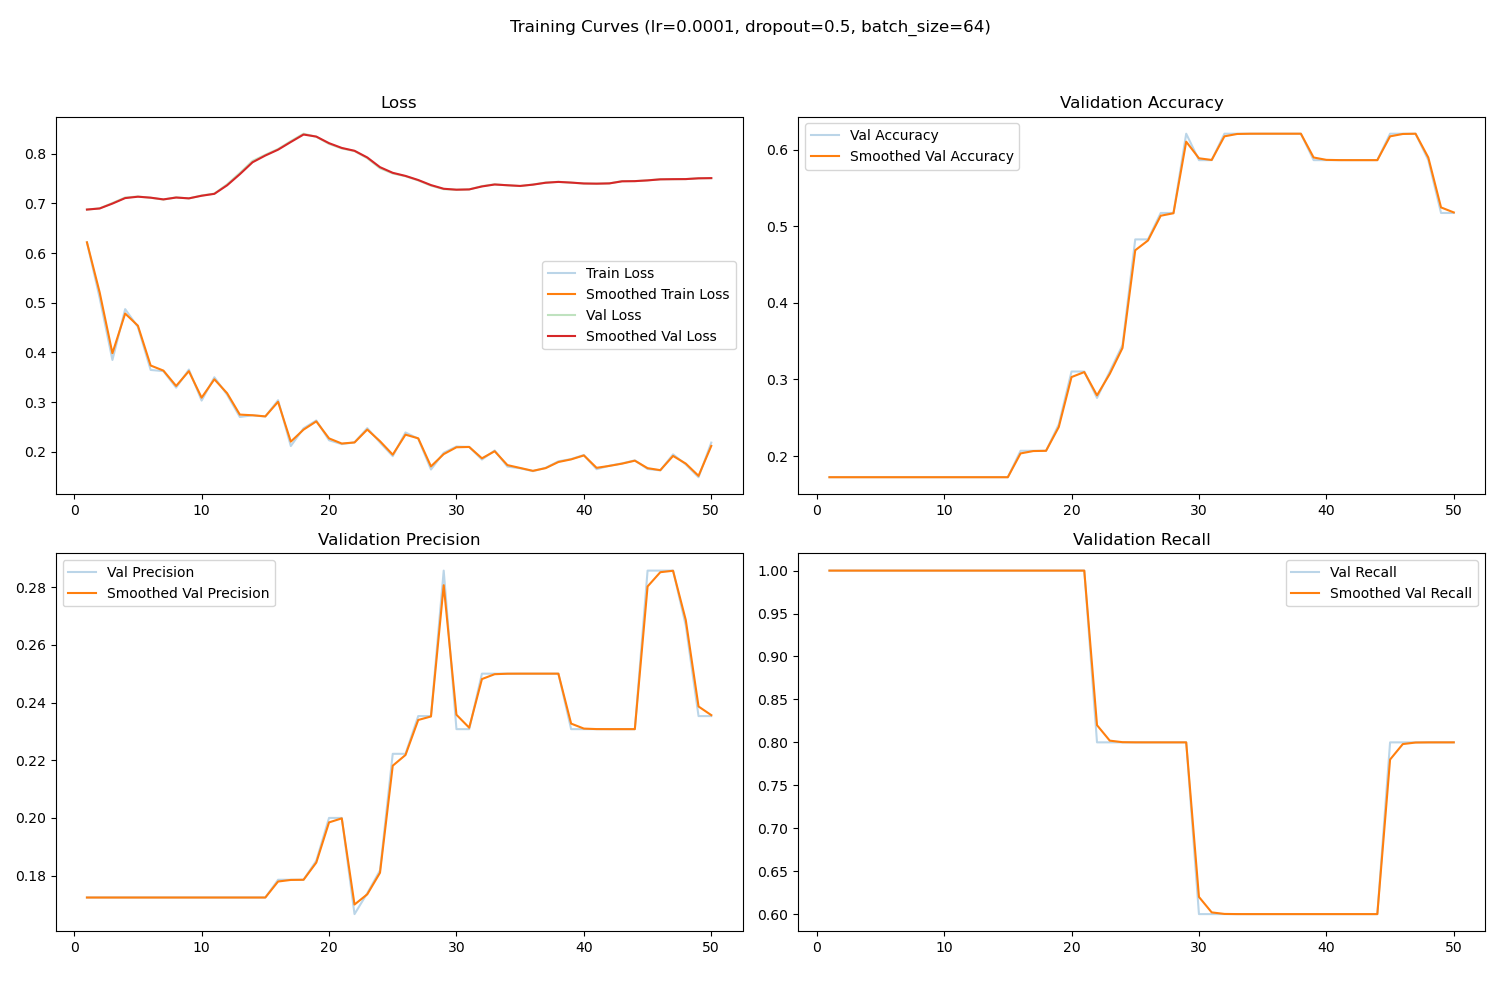 Training Curves (lr=0.0001, dropout=0.5, batch_size=64)
Loss
0.8
0.7
0.6
0.5
0.4
0.3
0.2
Train Loss
Smoothed Train Loss
Val Loss
Smoothed Val Loss
0 10 20 30 40 50
Validation Accuracy
Val Accuracy
Smoothed Val Accuracy
0.6
0.5
0.4
0.3
0.2
0 10 20 30 40 50
Validation Precision
Val Precision
Smoothed Val Precision
0.28
0.26
0.24
0.22
0.20
0.18
0 10 20 30 40 50
Validation Recall
Val Recall
Smoothed Val Recall
1.00
0.95
0.90
0.85
0.80
0.75
0.70
0.65
0.60
0 10 20 30 40 50